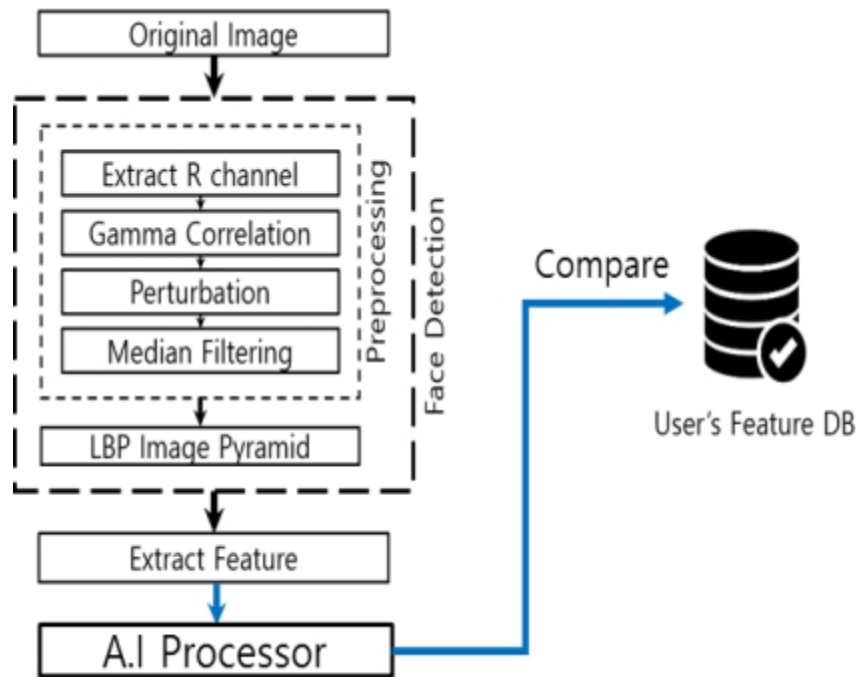 Original Image
Extract R channel
Gamma Correlation
Perturbation
Median Filtering
Preprocessing
LBP Image Pyramid
Face Detection
Extract Feature
A.I Processor
Compare
User's Feature DB